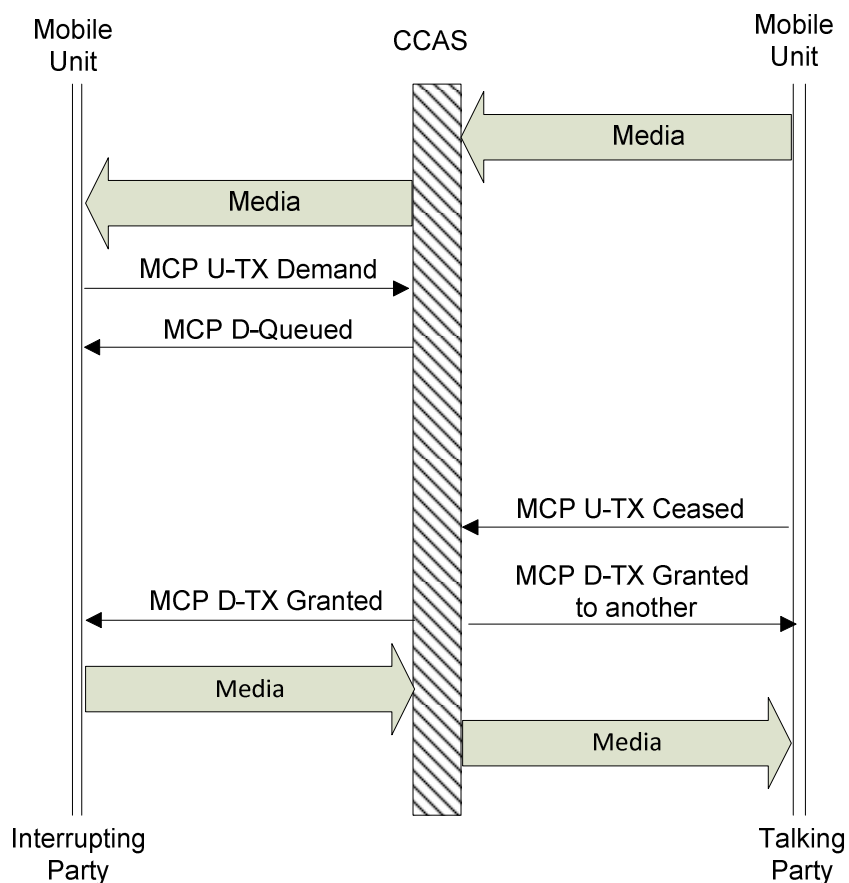 Mobile
Unit
CCAS
Mobile
Unit
Media
Media
MCP U-TX Demand
MCP D-Queued
MCP U-TX Ceased
MCP D-TX Granted
MCP D-TX Granted
to another
Media
Media
Interrupting
Party
Talking
Party